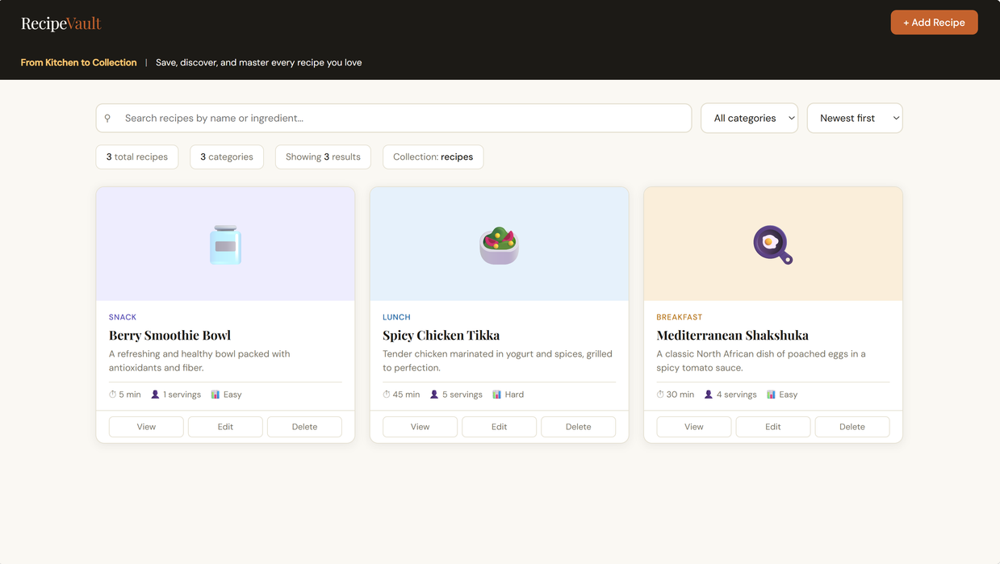 RecipeVault
+ Add Recipe
From Kitchen to Collection | Save, discover, and master every recipe you love
Search recipes by name or ingredient...
All categories
Newest first
3 total recipes
3 categories
Showing 3 results
Collection: recipes
SNACK
Berry Smoothie Bowl
A refreshing and healthy bowl packed with
antioxidants and fiber.
5 min 1 servings Easy
View Edit Delete
LUNCH
Spicy Chicken Tikka
Tender chicken marinated in yogurt and spices, grilled
to perfection.
45 min 5 servings Hard
View Edit Delete
BREAKFAST
Mediterranean Shakshuka
A classic North African dish of poached eggs in a
spicy tomato sauce.
30 min 4 servings Easy
View Edit Delete